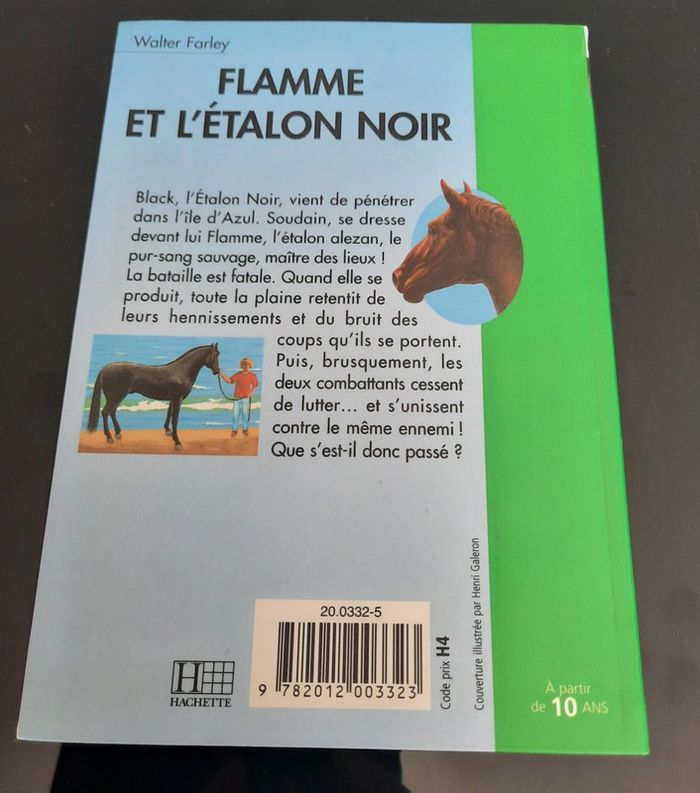 Walter Farley
FLAMME
ET L'ÉTALON NOIR
Black, l'Étalon Noir, vient de pénétrer
dans l'île d'Azul. Soudain, se dresse
devant lui Flamme, l'étalon alezan, le
pur-sang sauvage, maître des lieux !
La bataille est fatale. Quand elle se
produit, toute la plaine retentit de
leurs hennissements et du bruit des
coups qu'ils se portent.
Puis, brusquement, les
deux combattants cessent
de lutter... et s'unissent
contre le même ennemi !
Que s'est-il donc passé ?
20.0332-5
9 782012 003323
Code prix H4
Couverture illustrée par Henri Galeron
H
HACHETTE
À partir
de 10 ANS